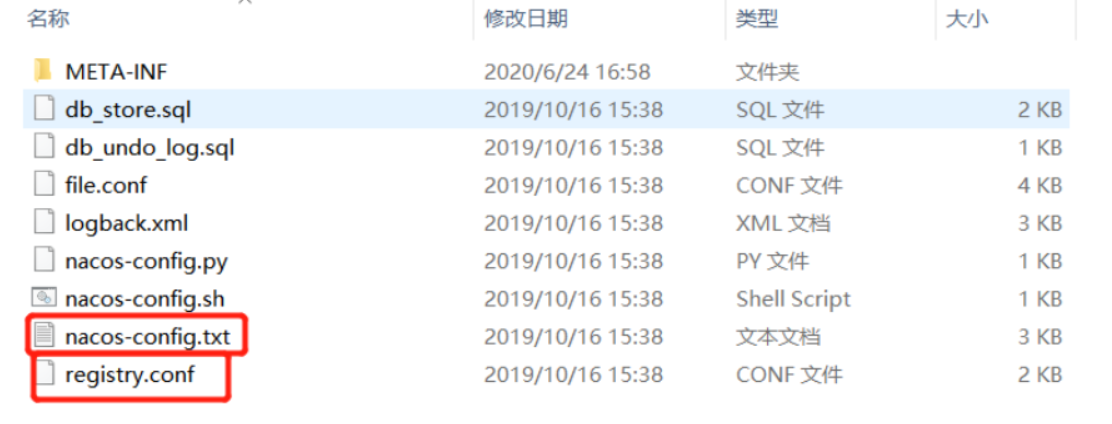 名称 修改日期 类型 大小
META-INF 2020/6/24 16:58 文件夹
db_store.sql 2019/10/16 15:38 SQL 文件 2 KB
db_undo_log.sql 2019/10/16 15:38 SQL 文件 1 KB
file.conf 2019/10/16 15:38 CONF 文件 4 KB
logback.xml 2019/10/16 15:38 XML 文档 3 KB
nacos-config.py 2019/10/16 15:38 PY 文件 1 KB
nacos-config.sh 2019/10/16 15:38 Shell Script 1 KB
nacos-config.txt 2019/10/16 15:38 文本文档 3 KB
registry.conf 2019/10/16 15:38 CONF 文件 2 KB